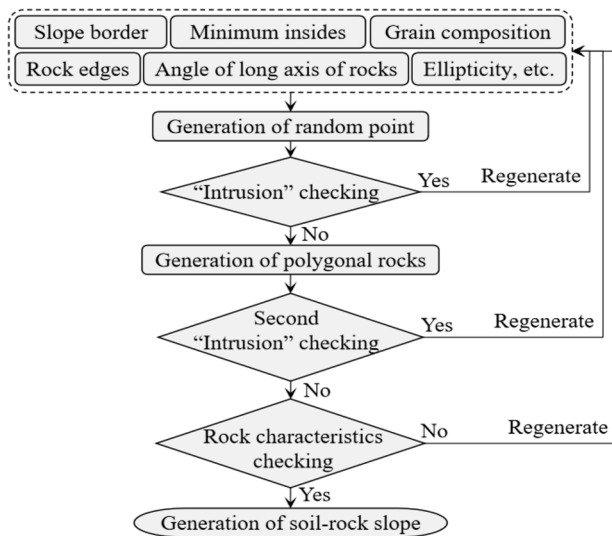 Slope border
Minimum insides
Grain composition
Rock edges
Angle of long axis of rocks
Ellipticity, etc.
Generation of random point
“Intrusion” checking
Yes
Regenerate
No
Generation of polygonal rocks
Second
“Intrusion” checking
Yes
Regenerate
No
Rock characteristics
checking
No
Regenerate
Yes
Generation of soil-rock slope